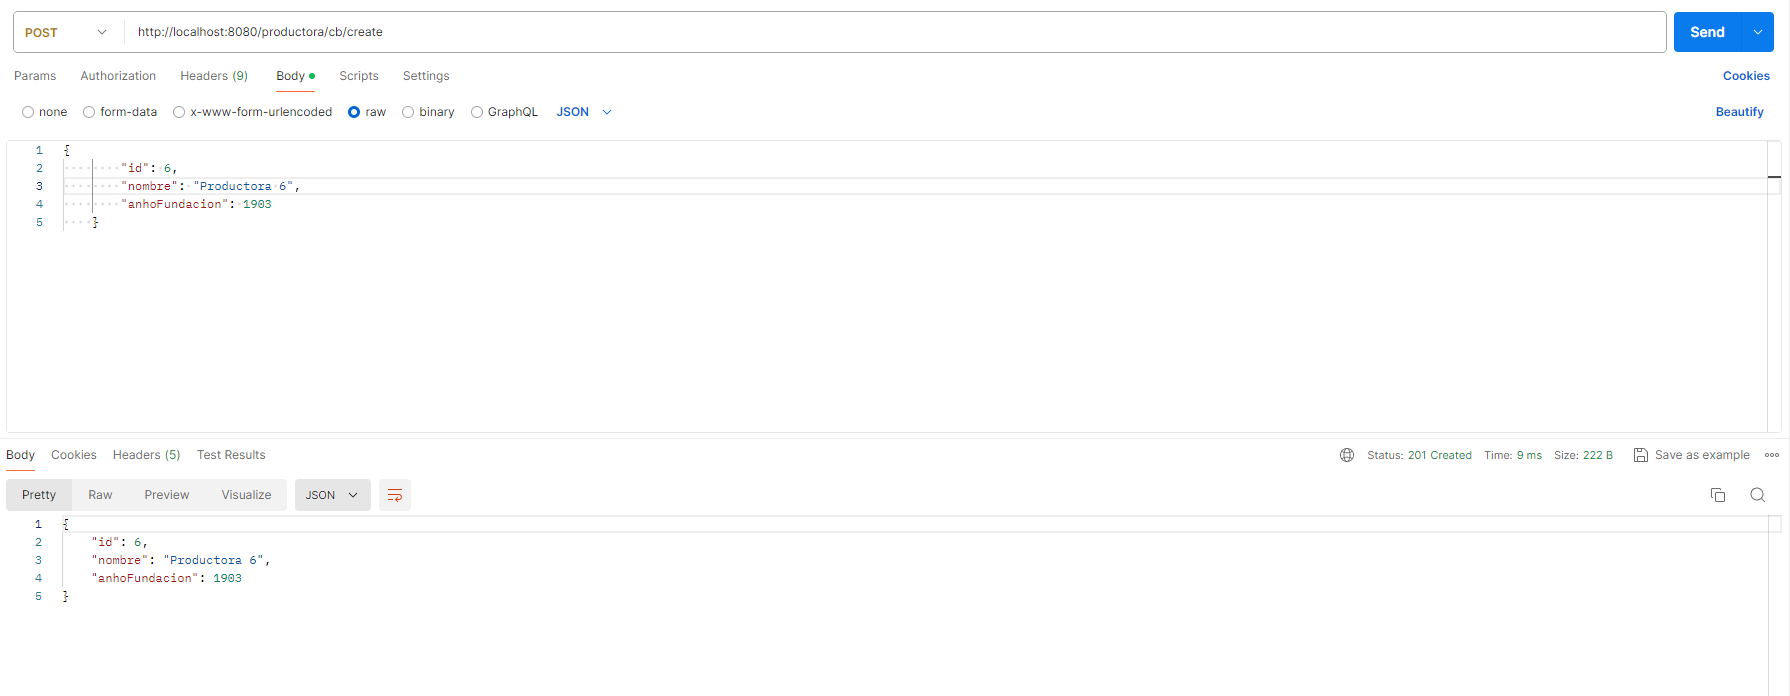 POST http://localhost:8080/productora/cb/create Send
Params Authorization Headers (9) Body Scripts Settings Cookies
none form-data x-www-form-urlencoded raw binary GraphQL JSON Beautify
1 {
2 "id": 6,
3 "nombre": "Productora 6",
4 "anhoFundacion": 1903
5 }
Body Cookies Headers (5) Test Results Status: 201 Created Time: 9 ms Size: 222 B Save as example
Pretty Raw Preview Visualize JSON
1 {
2 "id": 6,
3 "nombre": "Productora 6",
4 "anhoFundacion": 1903
5 }